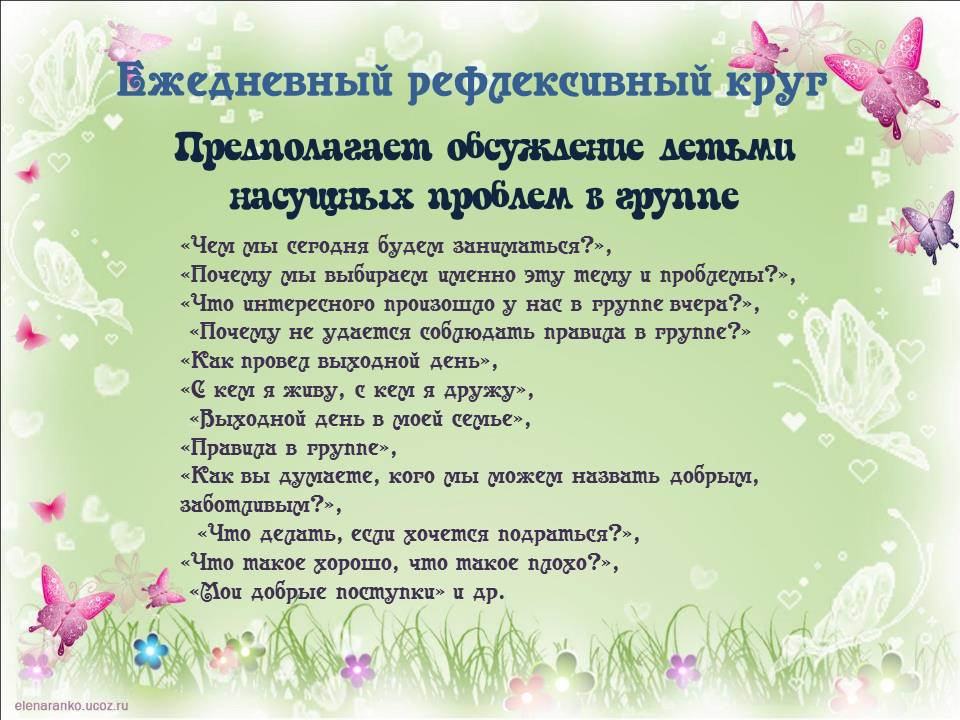 Ежедневный рефлексивный круг
Предполагает обсуждение детьми
насущных проблем в группе
«Чем мы сегодня будем заниматься?»,
«Почему мы выбираем именно эту тему и проблемы?»,
«Что интересного произошло у нас в группе вчера?»,
«Почему не удается соблюдать правила в группе?»
«Как провел выходной день»,
«С кем я живу, с кем я дружу»,
«Выходной день в моей семье»,
«Правила в группе»,
«Как вы думаете, кого мы можем назвать добрым,
заботливым?»,
«Что делать, если хочется подраться?»,
«Что такое хорошо, что такое плохо?»,
«Мои добрые поступки» и др.
elenaranko.ucoz.ru